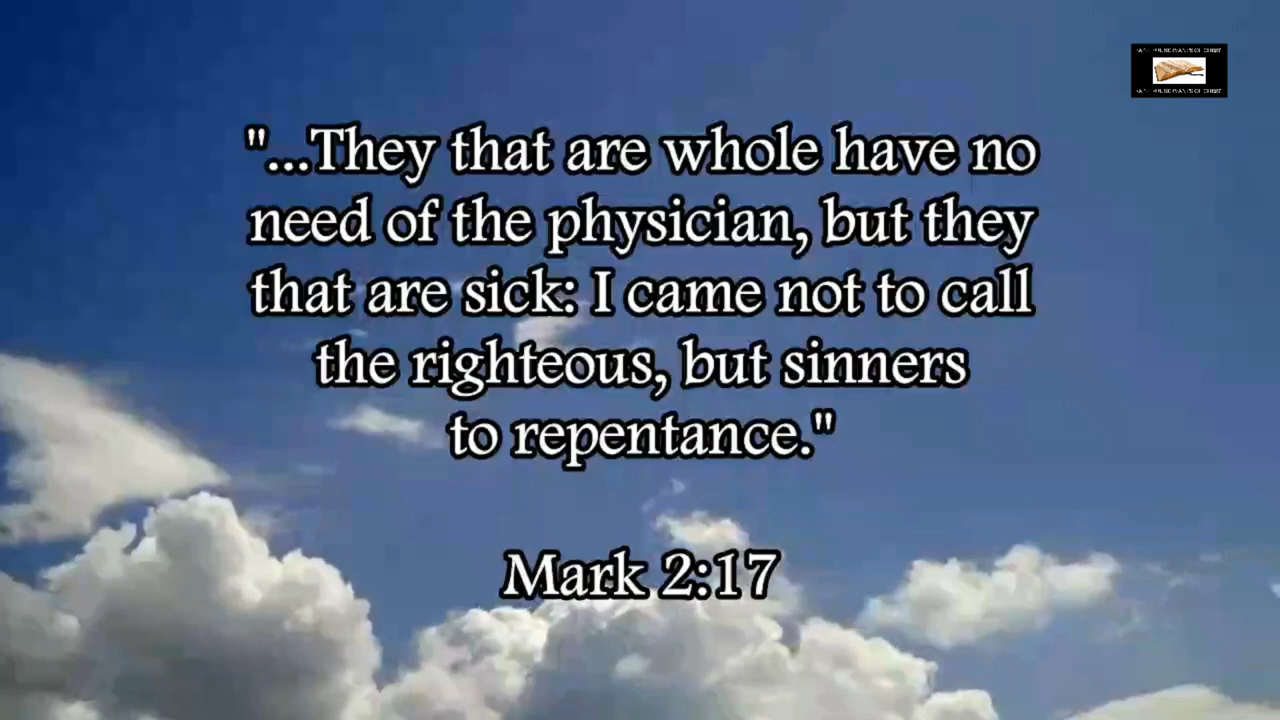 "...They that are whole have no
need of the physician, but they
that are sick: I came not to call
the righteous, but sinners
to repentance."
Mark 2:17